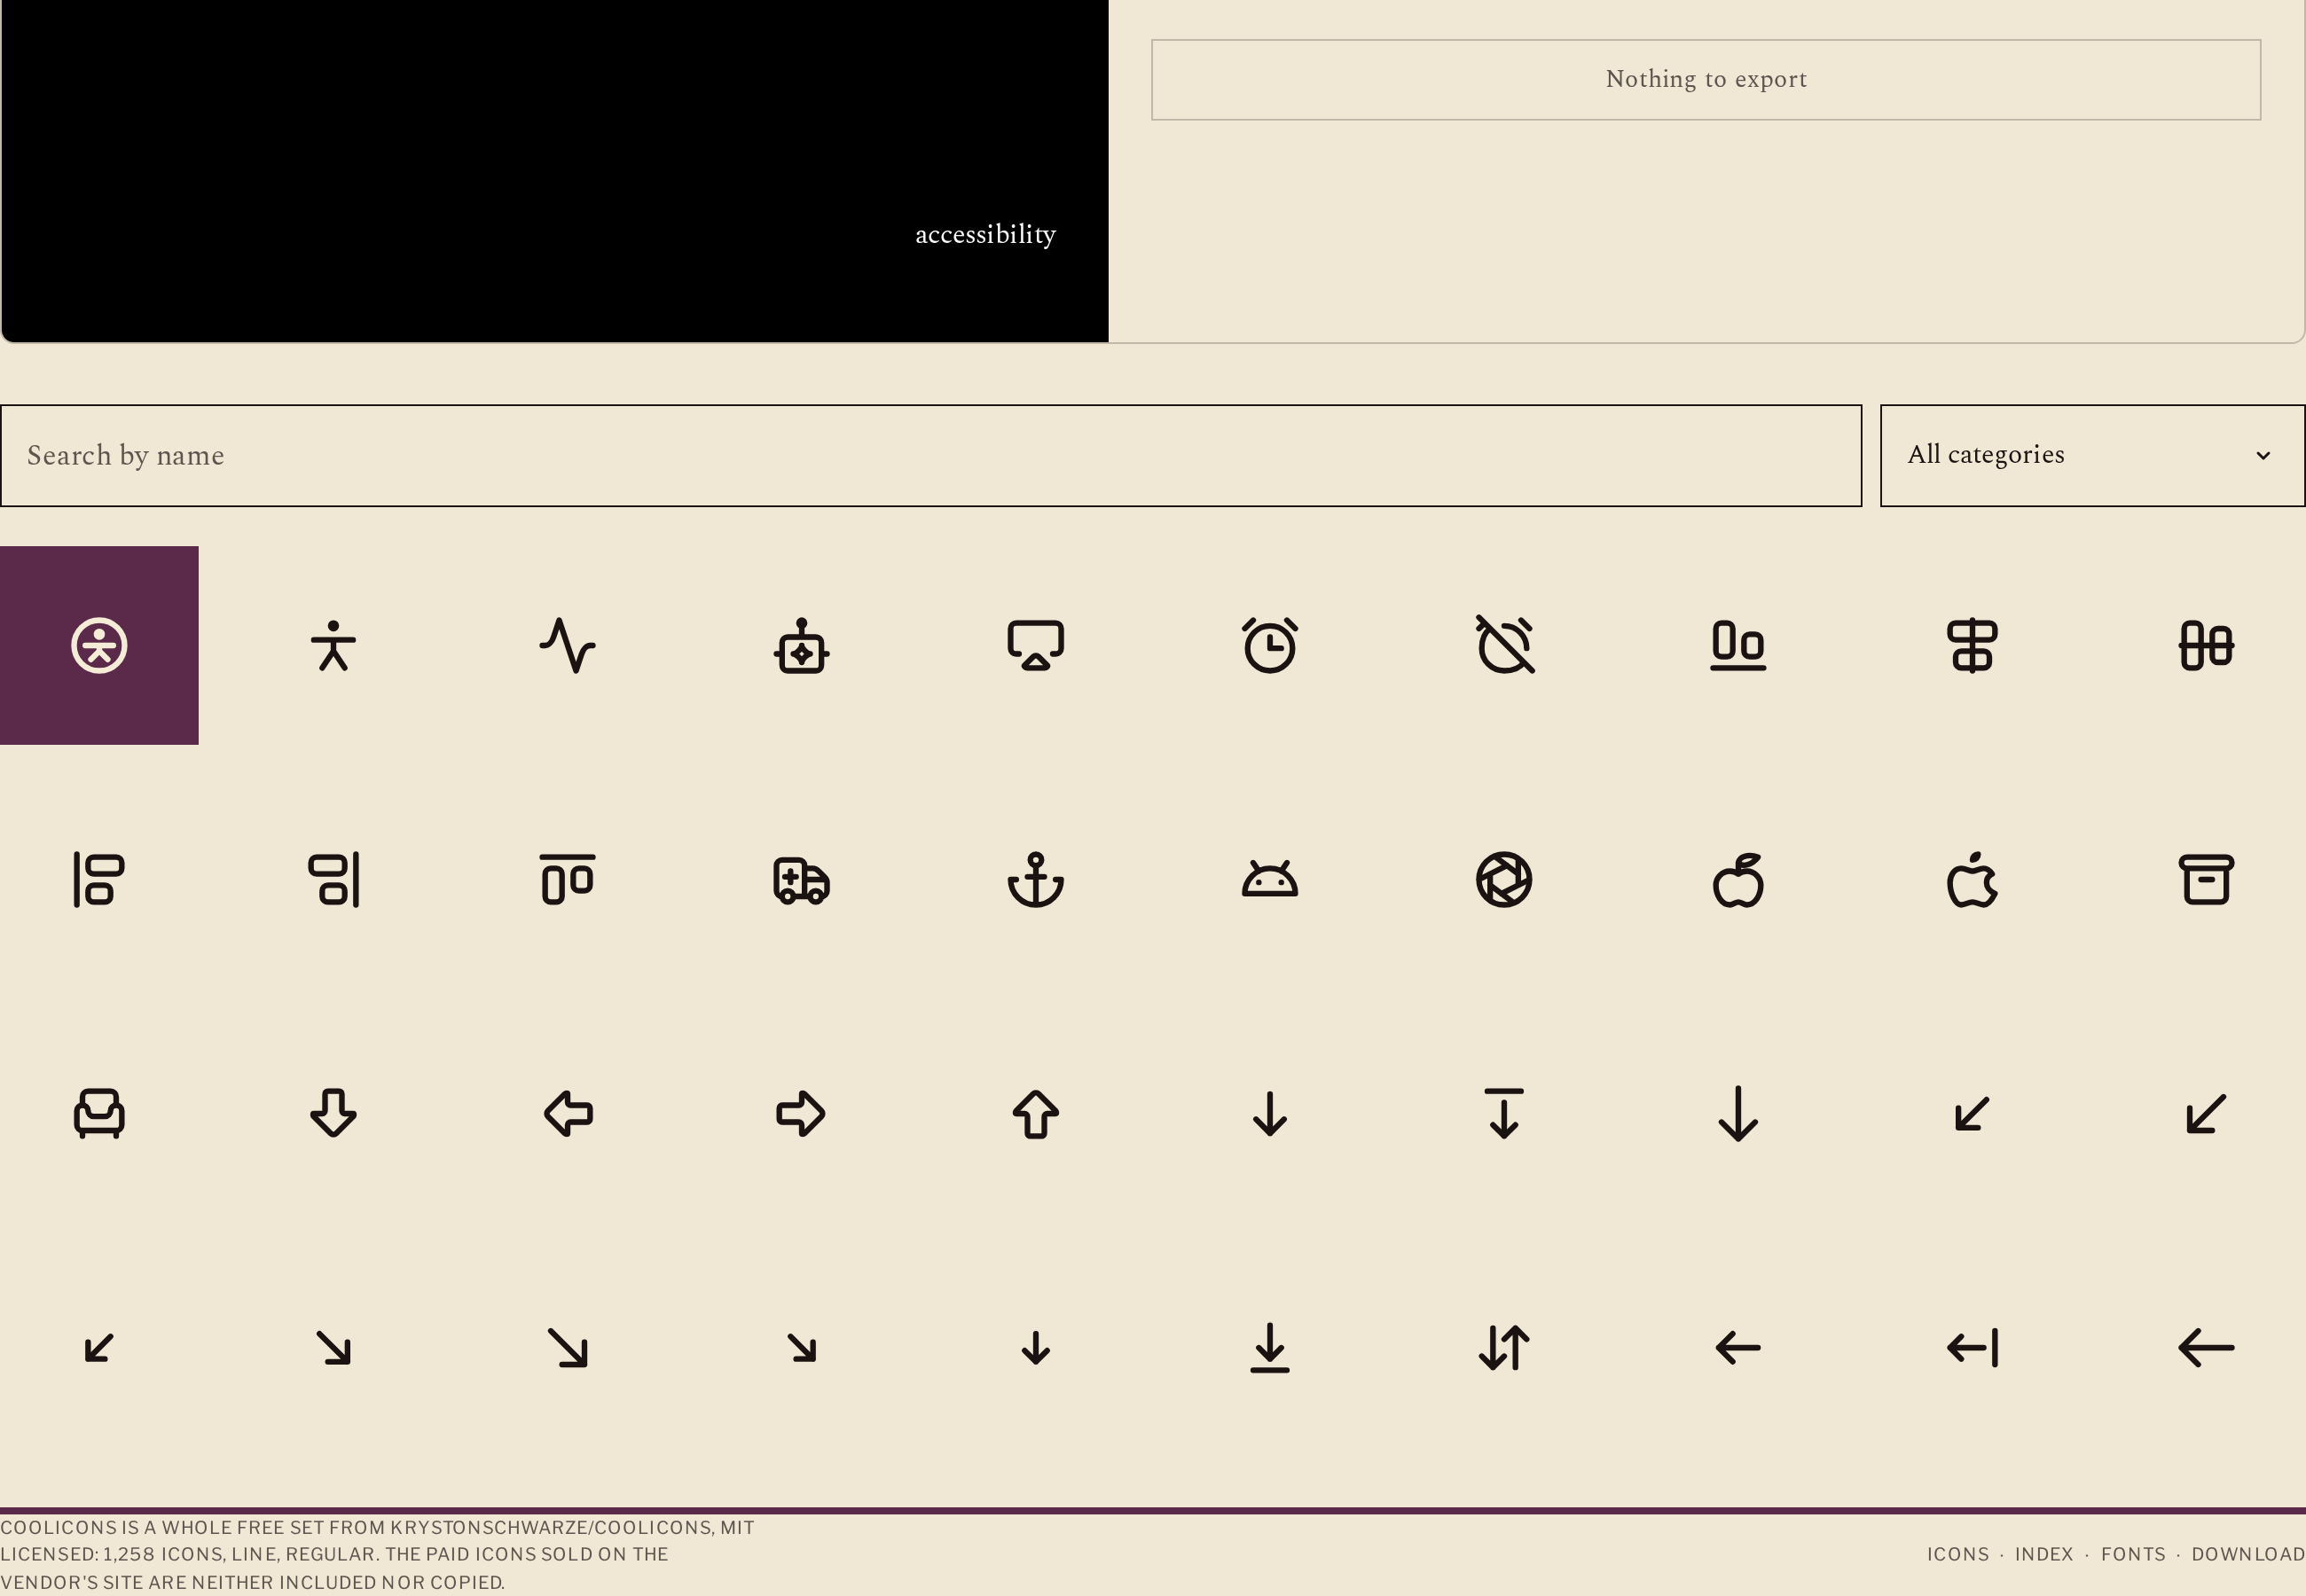 Nothing to export
accessibility
Search by name
All categories
COOLICONS IS A WHOLE FREE SET FROM KRYSTONSCHWARZE/COOLICONS, MIT
LICENSED: 1,258 ICONS, LINE, REGULAR. THE PAID ICONS SOLD ON THE
VENDOR'S SITE ARE NEITHER INCLUDED NOR COPIED.
ICONS · INDEX · FONTS · DOWNLOAD